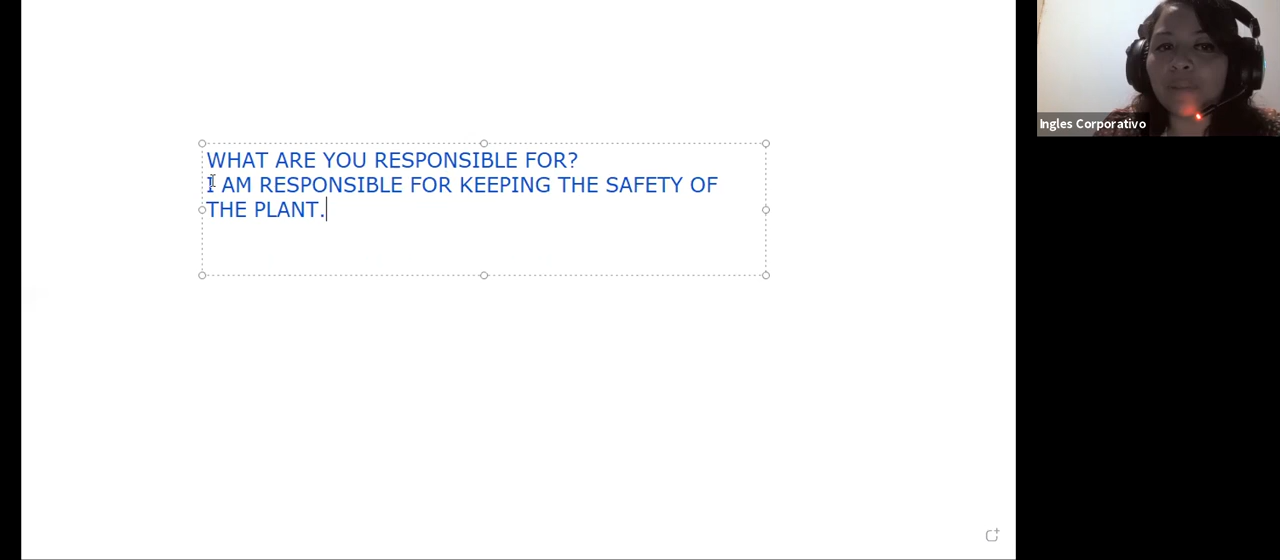 WHAT ARE YOU RESPONSIBLE FOR?
I AM RESPONSIBLE FOR KEEPING THE SAFETY OF
THE PLANT.
Ingles Corporativo